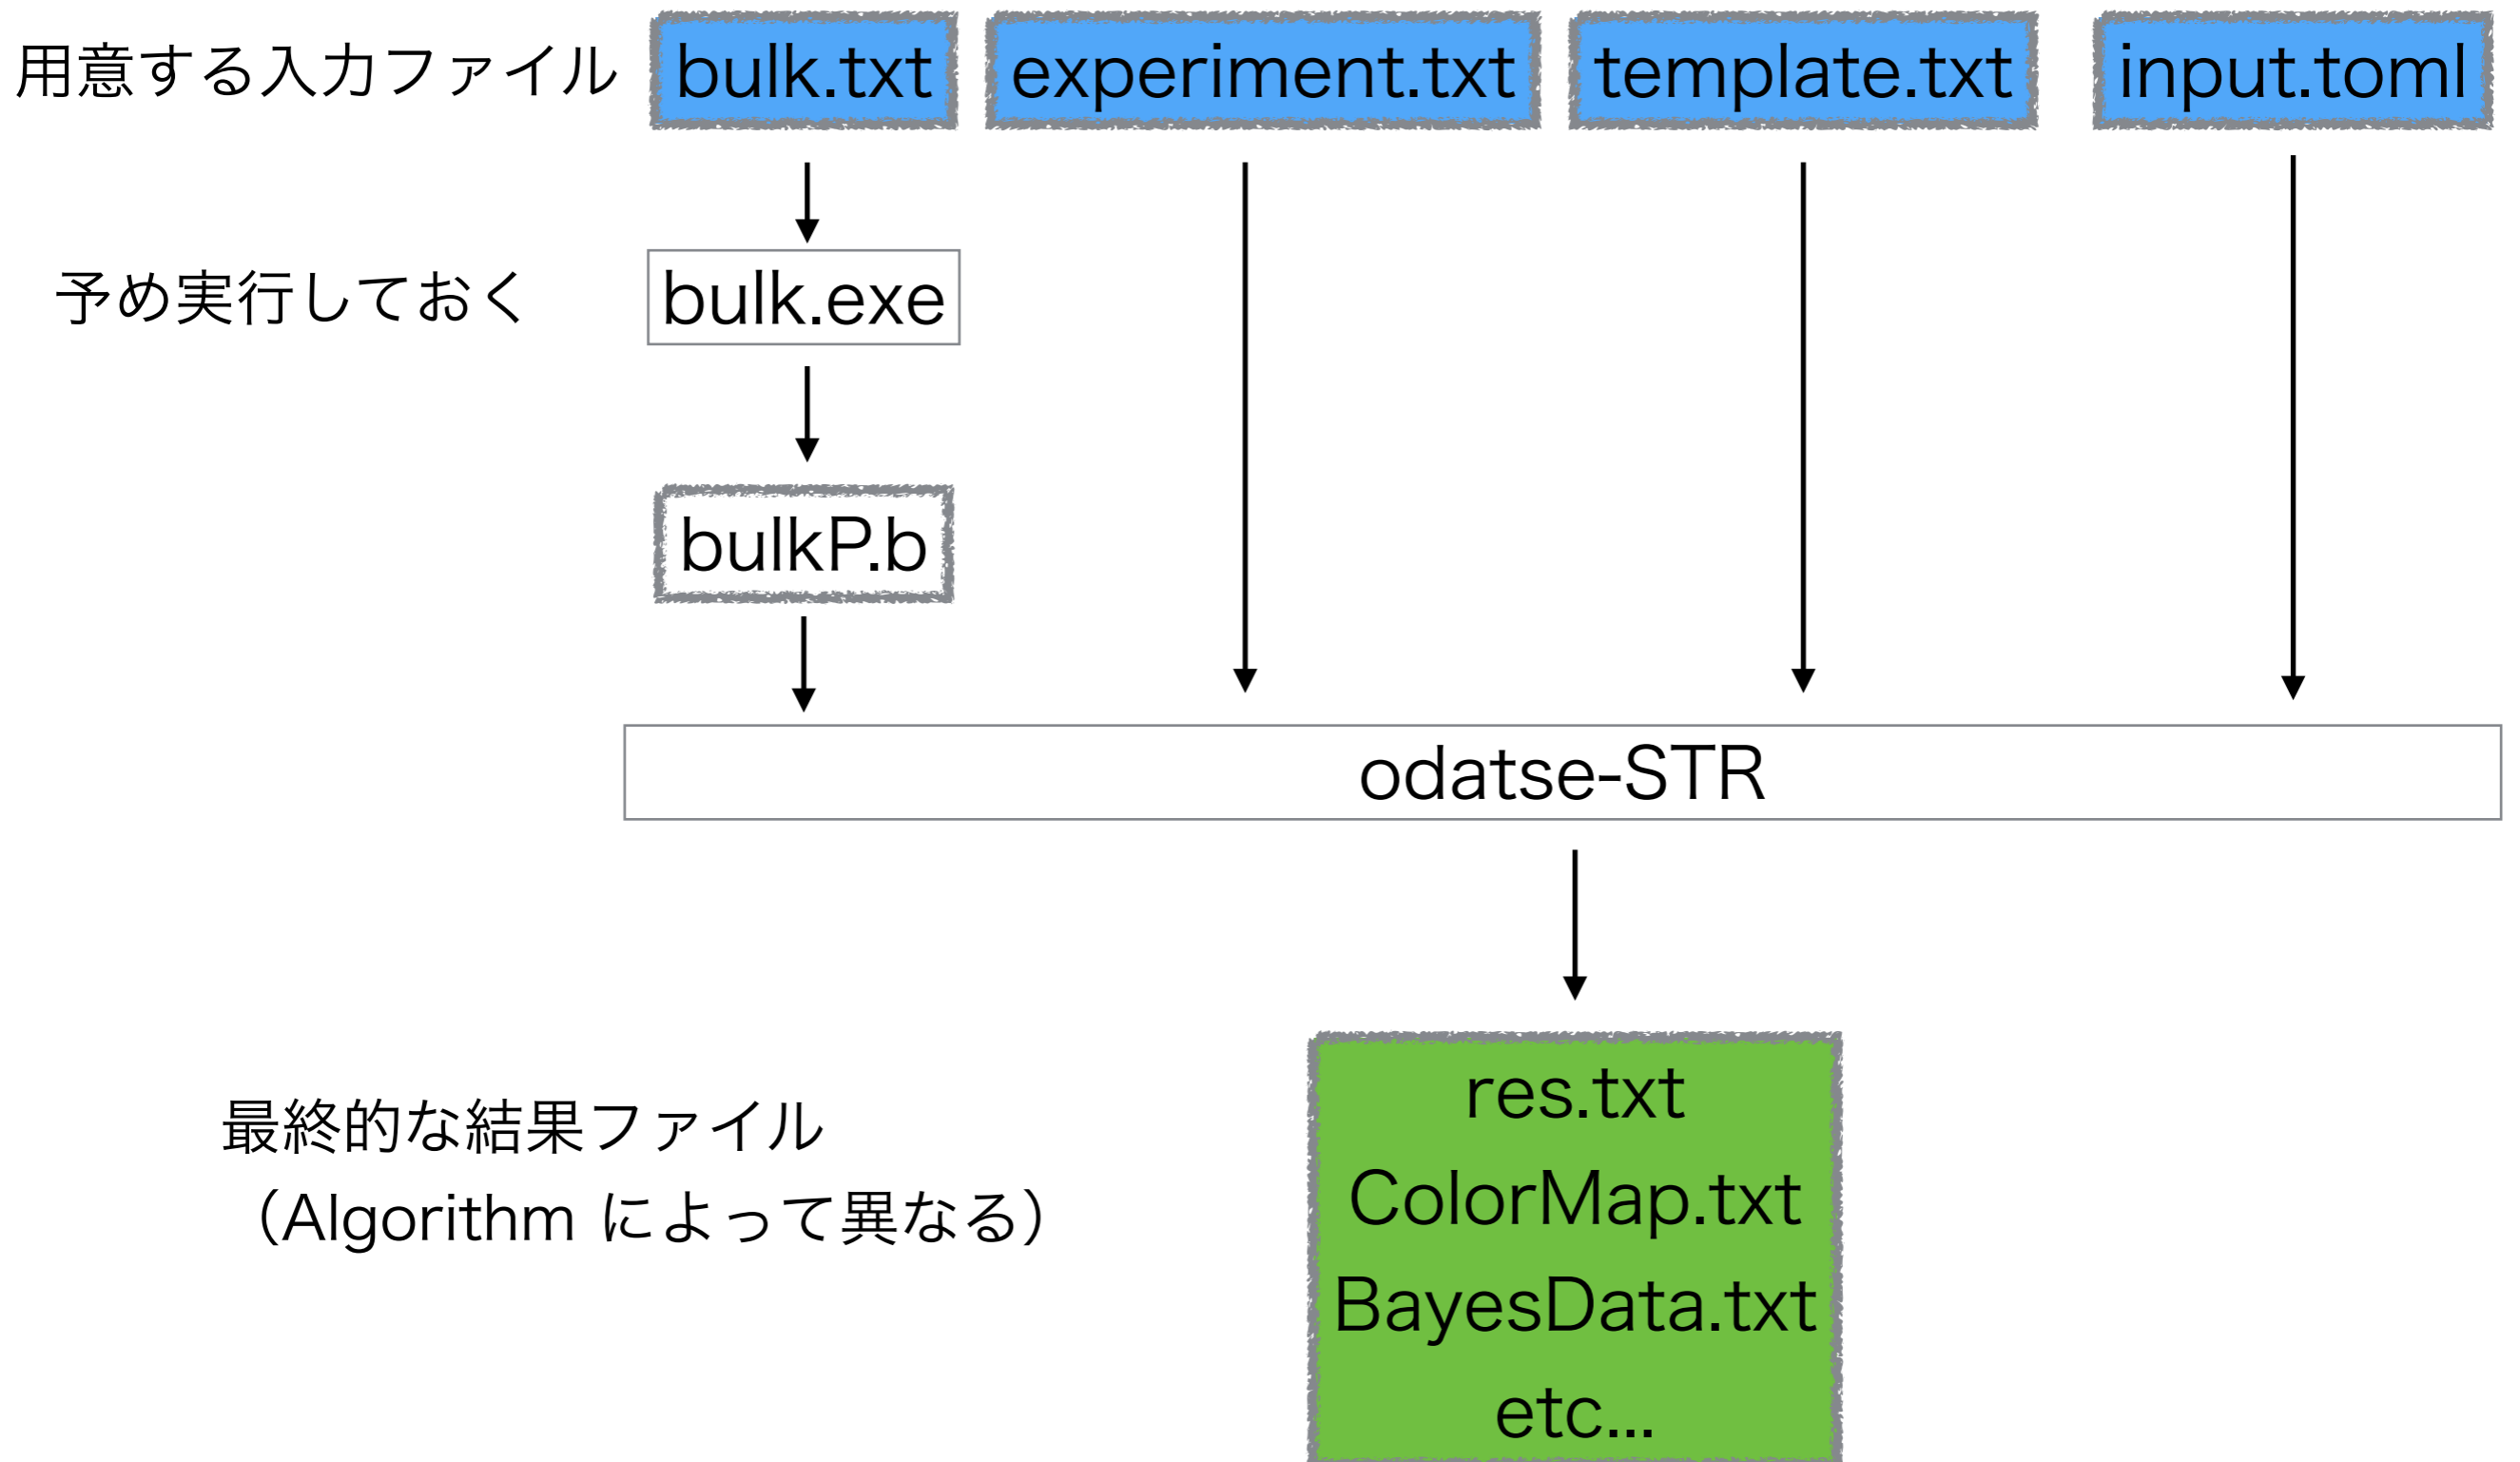 用意する入力ファイル
bulk.txt
experiment.txt
template.txt
input.toml
予め実行しておく
bulk.exe
bulkP.b
odatse-STR
最終的な結果ファイル
（Algorithm によって異なる）
res.txt
ColorMap.txt
BayesData.txt
etc...